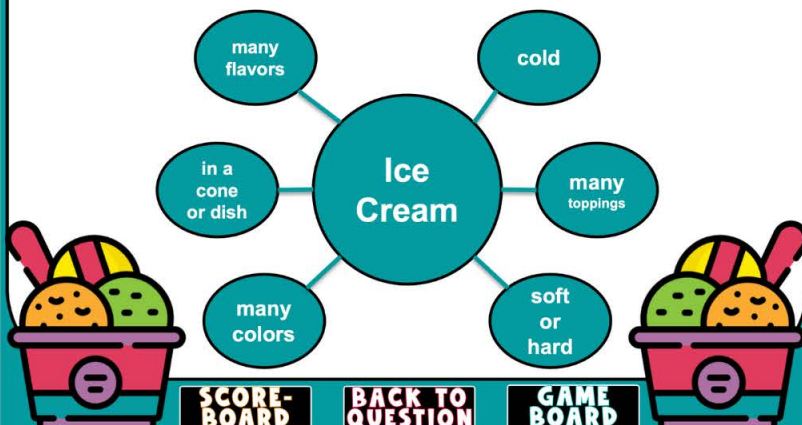 many
flavors
cold
Ice
Cream
in a
cone
or dish
many
toppings
many
colors
soft
or
hard
SCORE-
BOARD
BACK TO
QUESTION
GAME
BOARD